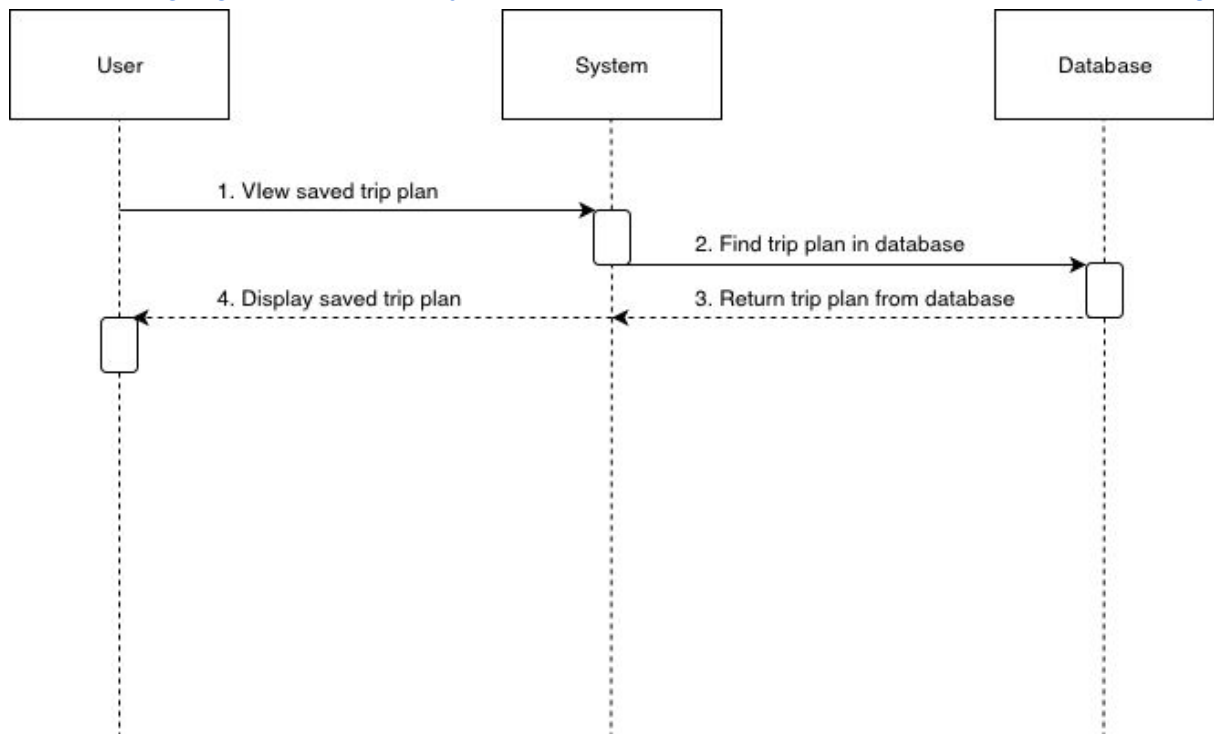 User
System
Database
1. VIew saved trip plan
2. Find trip plan in database
4. Display saved trip plan
3. Return trip plan from database